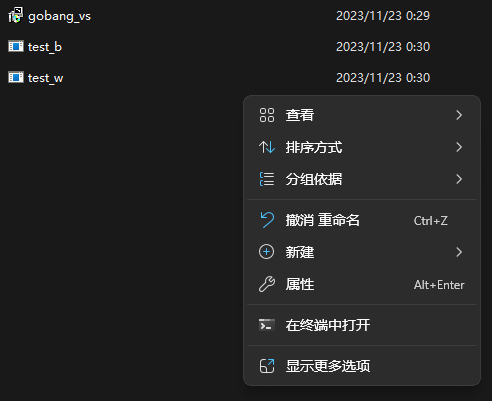 gobang_vs 2023/11/23 0:29
test_b 2023/11/23 0:30
test_w 2023/11/23 0:30
查看
排序方式
分组依据
撤消 重命名 Ctrl+Z
新建
属性 Alt+Enter
在终端中打开
显示更多选项